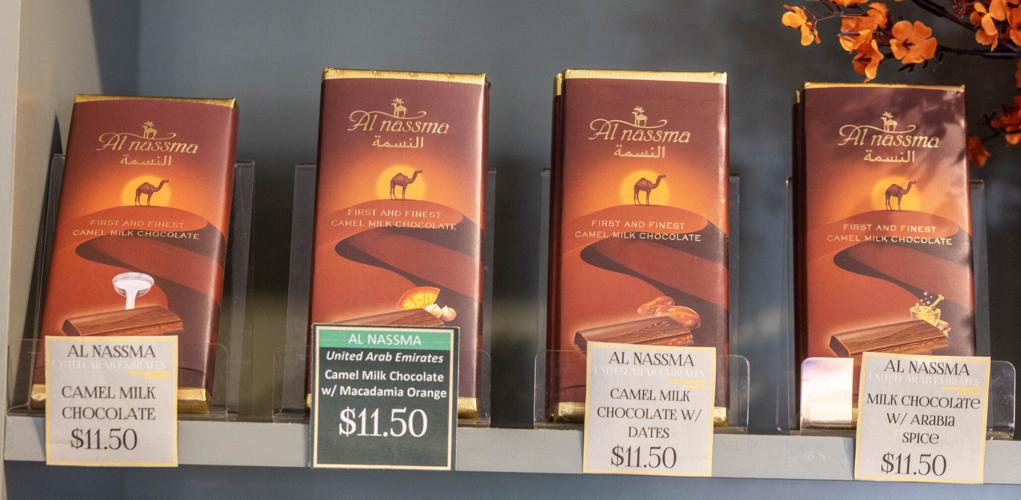 Al nassma
النسمة
FIRST AND FINEST
CAMEL MILK CHOCOLATE
AL NASSMA
UNITED ARAB EMIRATES
CAMEL MILK
CHOCOLATE
$11.50
Al nassma
النسمة
FIRST AND FINEST
CAMEL MILK CHOCOLATE
AL NASSMA
United Arab Emirates
Camel Milk Chocolate
w/ Macadamia Orange
$11.50
Al nassma
النسمة
FIRST AND FINEST
CAMEL MILK CHOCOLATE
AL NASSMA
UNITED ARAB EMIRATES
CAMEL MILK
CHOCOLATE W/
DATES
$11.50
Al nassma
النسمة
FIRST AND FINEST
CAMEL MILK CHOCOLATE
AL NASSMA
UNITED ARAB EMIRATES
MILK CHOCOLATE
W/ ARABIA
SPICE
$11.50